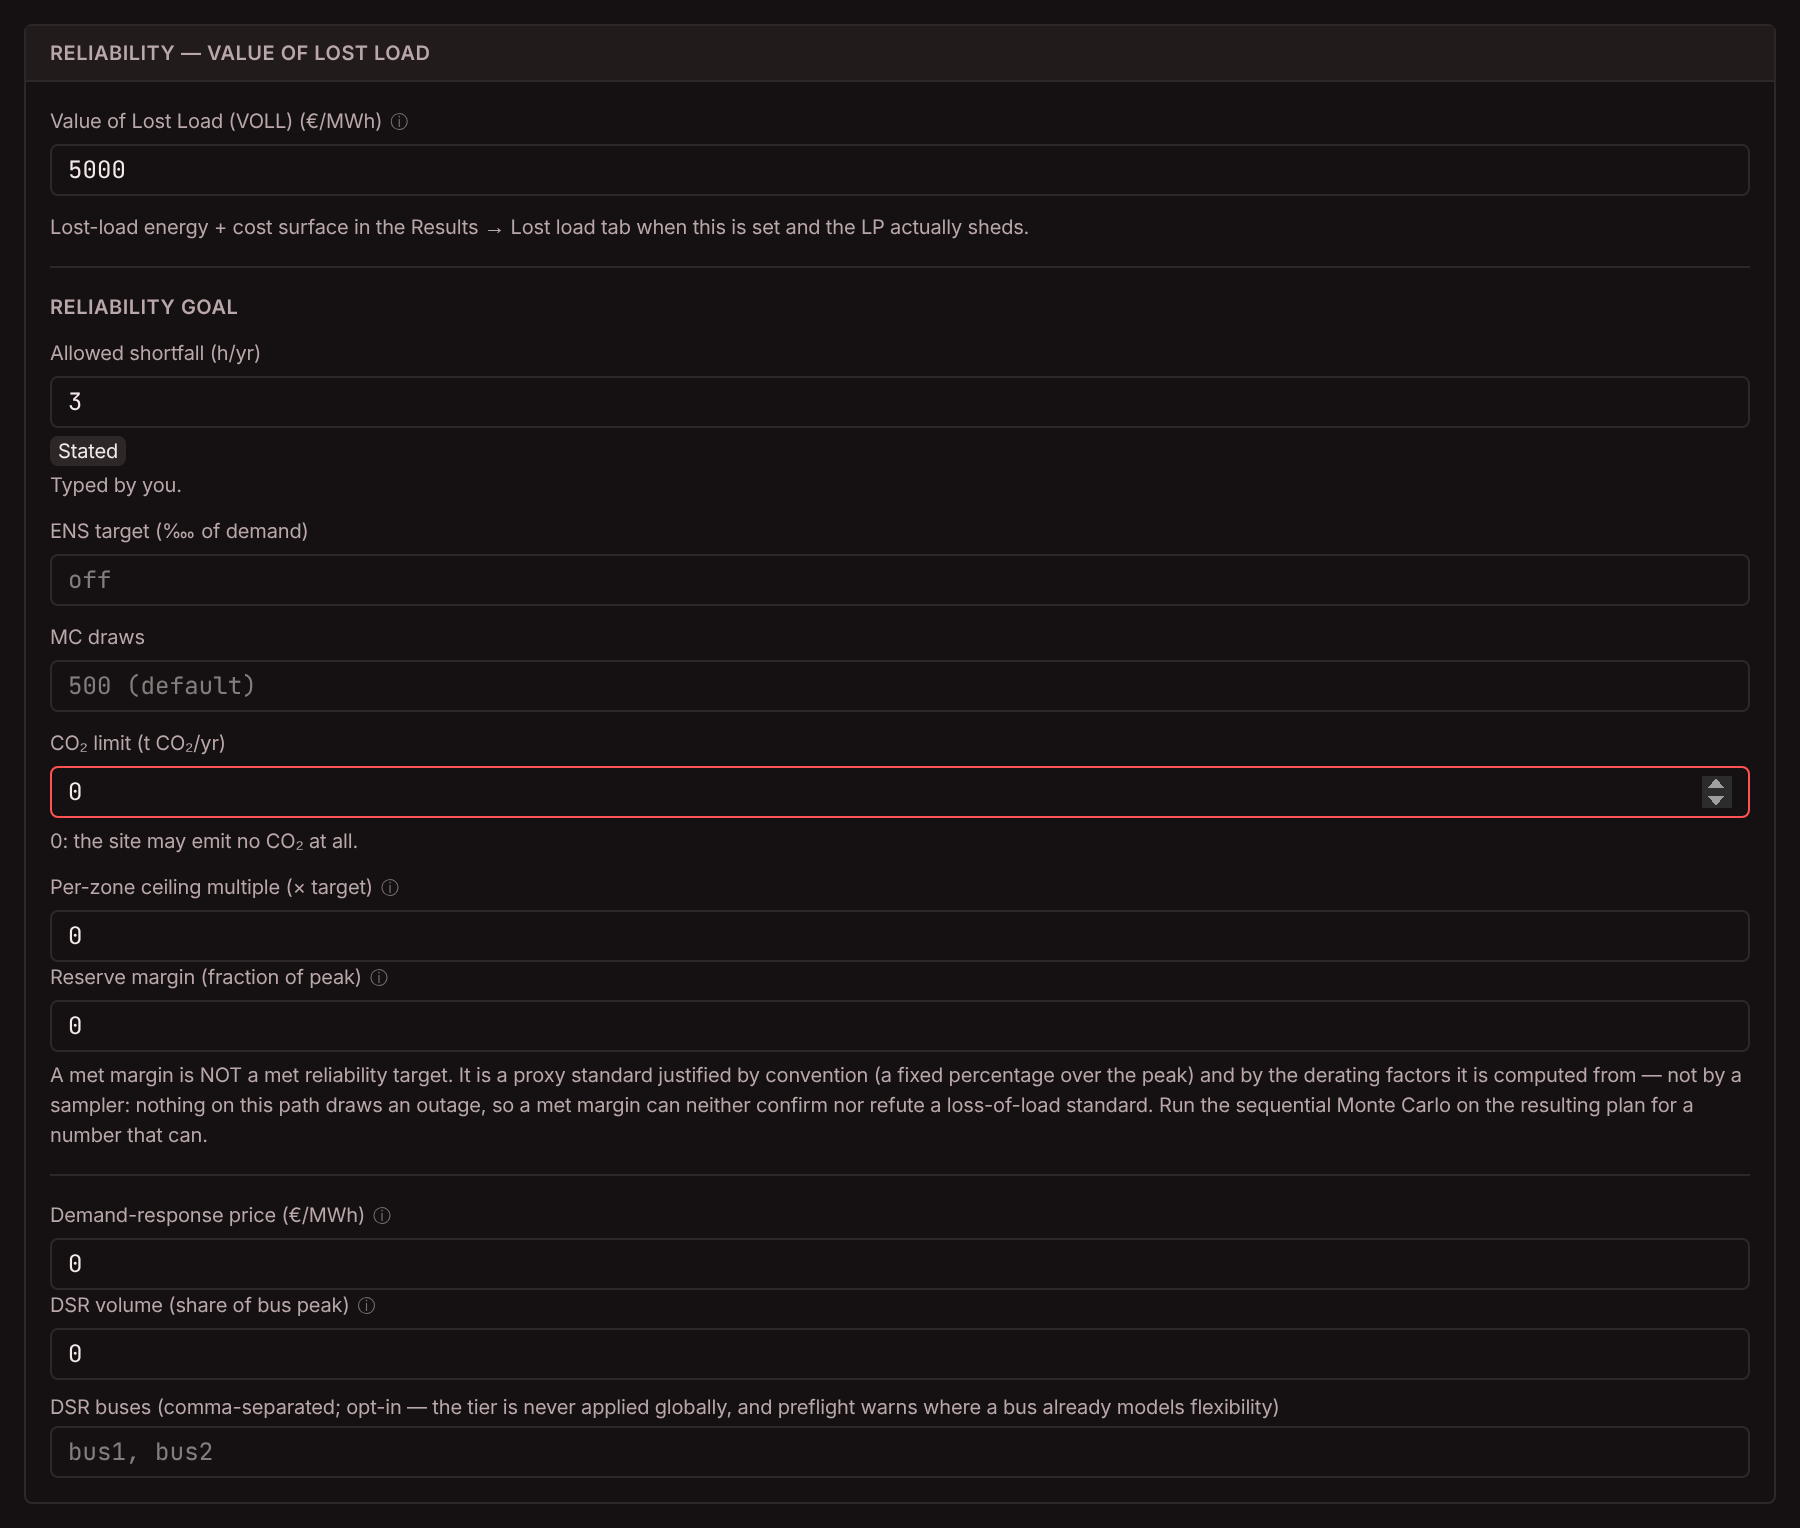 RELIABILITY — VALUE OF LOST LOAD
Value of Lost Load (VOLL) (€/MWh) ⓘ
5000
Lost-load energy + cost surface in the Results → Lost load tab when this is set and the LP actually sheds.
RELIABILITY GOAL
Allowed shortfall (h/yr)
3
Stated
Typed by you.
ENS target (‱ of demand)
off
MC draws
500 (default)
CO₂ limit (t CO₂/yr)
0
0: the site may emit no CO₂ at all.
Per-zone ceiling multiple (× target) ⓘ
0
Reserve margin (fraction of peak) ⓘ
0
A met margin is NOT a met reliability target. It is a proxy standard justified by convention (a fixed percentage over the peak) and by the derating factors it is computed from — not by a
sampler: nothing on this path draws an outage, so a met margin can neither confirm nor refute a loss-of-load standard. Run the sequential Monte Carlo on the resulting plan for a
number that can.
Demand-response price (€/MWh) ⓘ
0
DSR volume (share of bus peak) ⓘ
0
DSR buses (comma-separated; opt-in — the tier is never applied globally, and preflight warns where a bus already models flexibility)
bus1, bus2